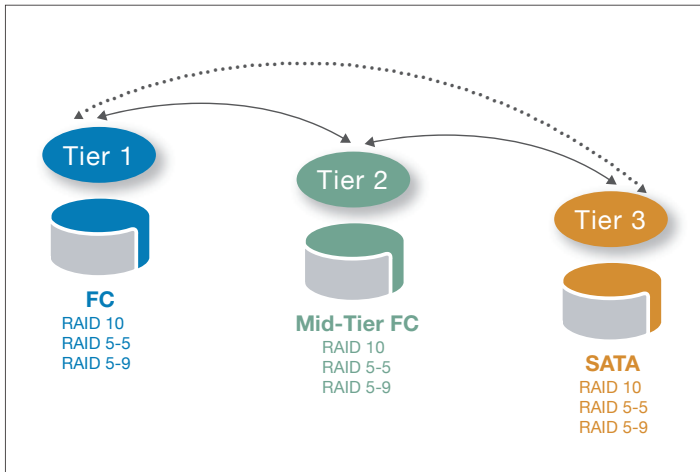 Tier 1
FC
RAID 10
RAID 5-5
RAID 5-9
Tier 2
Mid-Tier FC
RAID 10
RAID 5-5
RAID 5-9
Tier 3
SATA
RAID 10
RAID 5-5
RAID 5-9